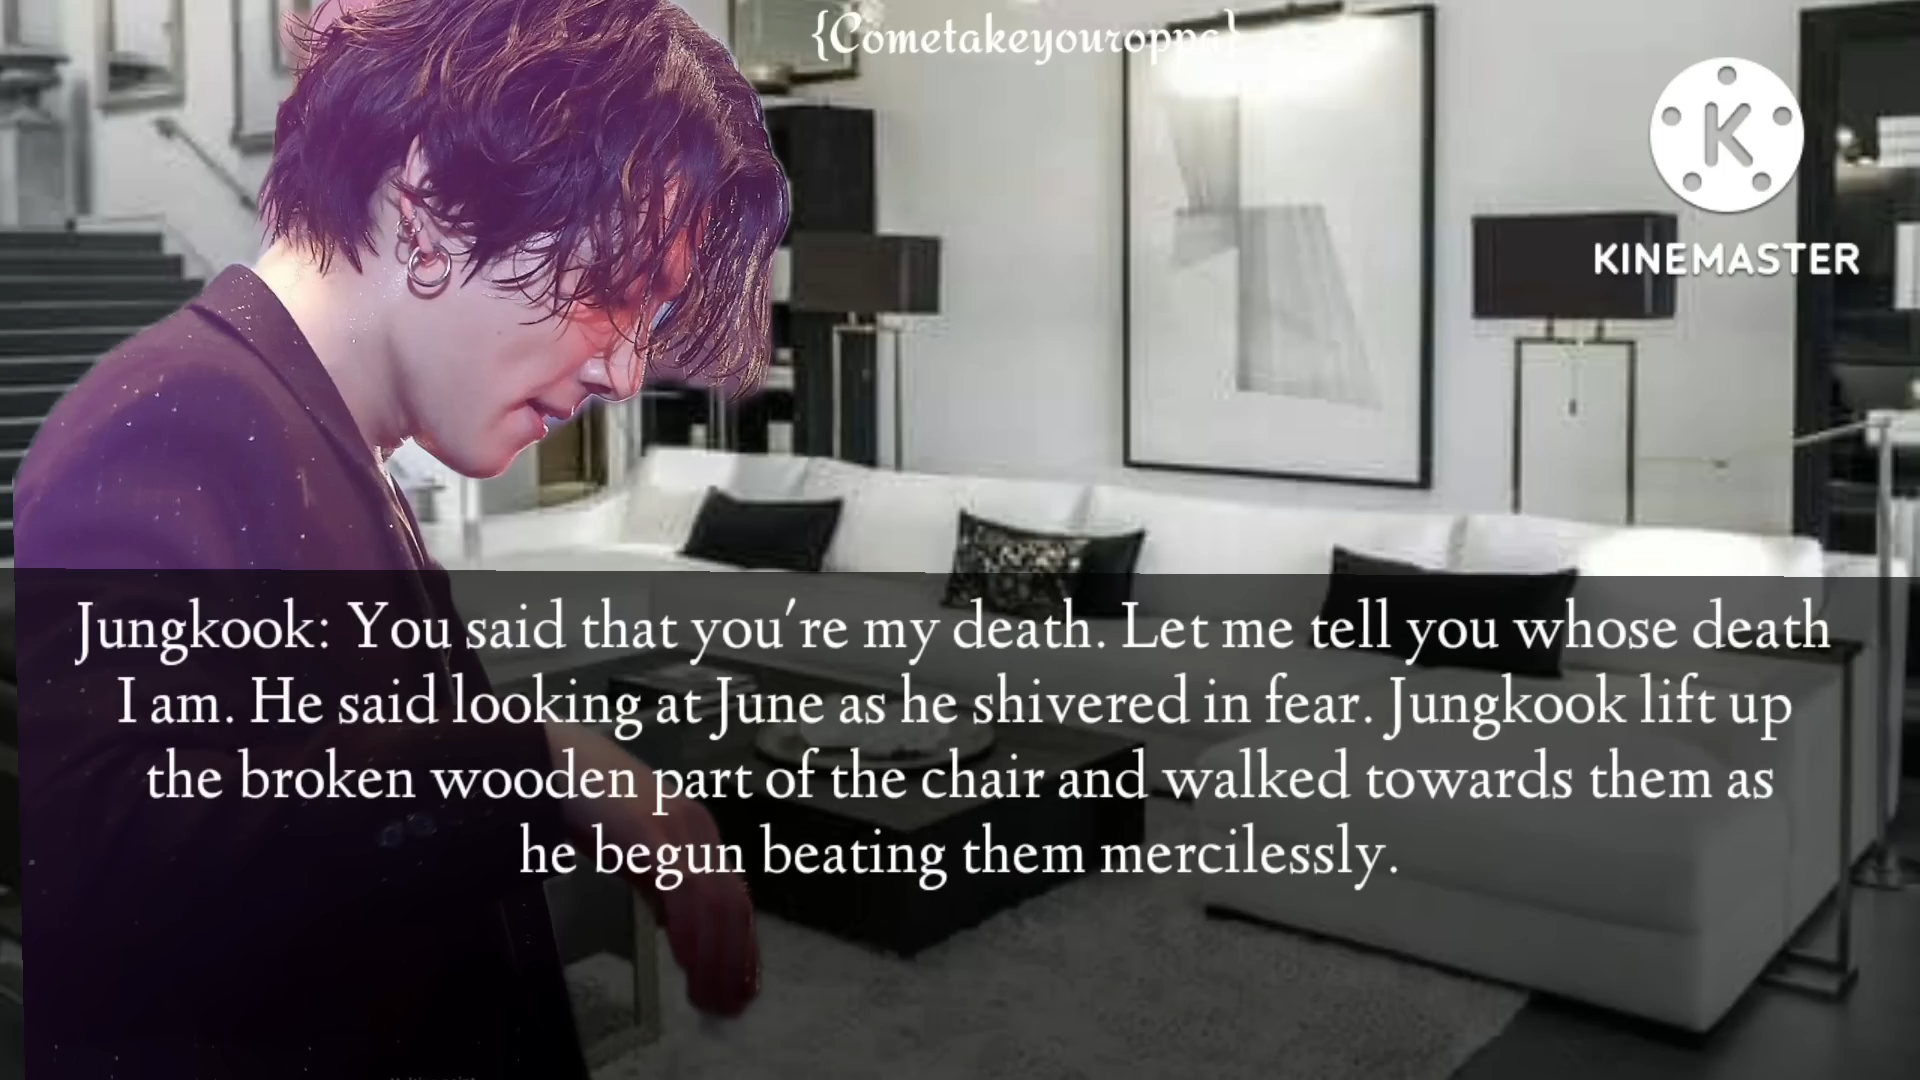 {Cometakeyouroppa}
K
KINEMASTER
Jungkook: You said that you're my death. Let me tell you whose death
I am. He said looking at June as he shivered in fear. Jungkook lift up
the broken wooden part of the chair and walked towards them as
he begun beating them mercilessly.